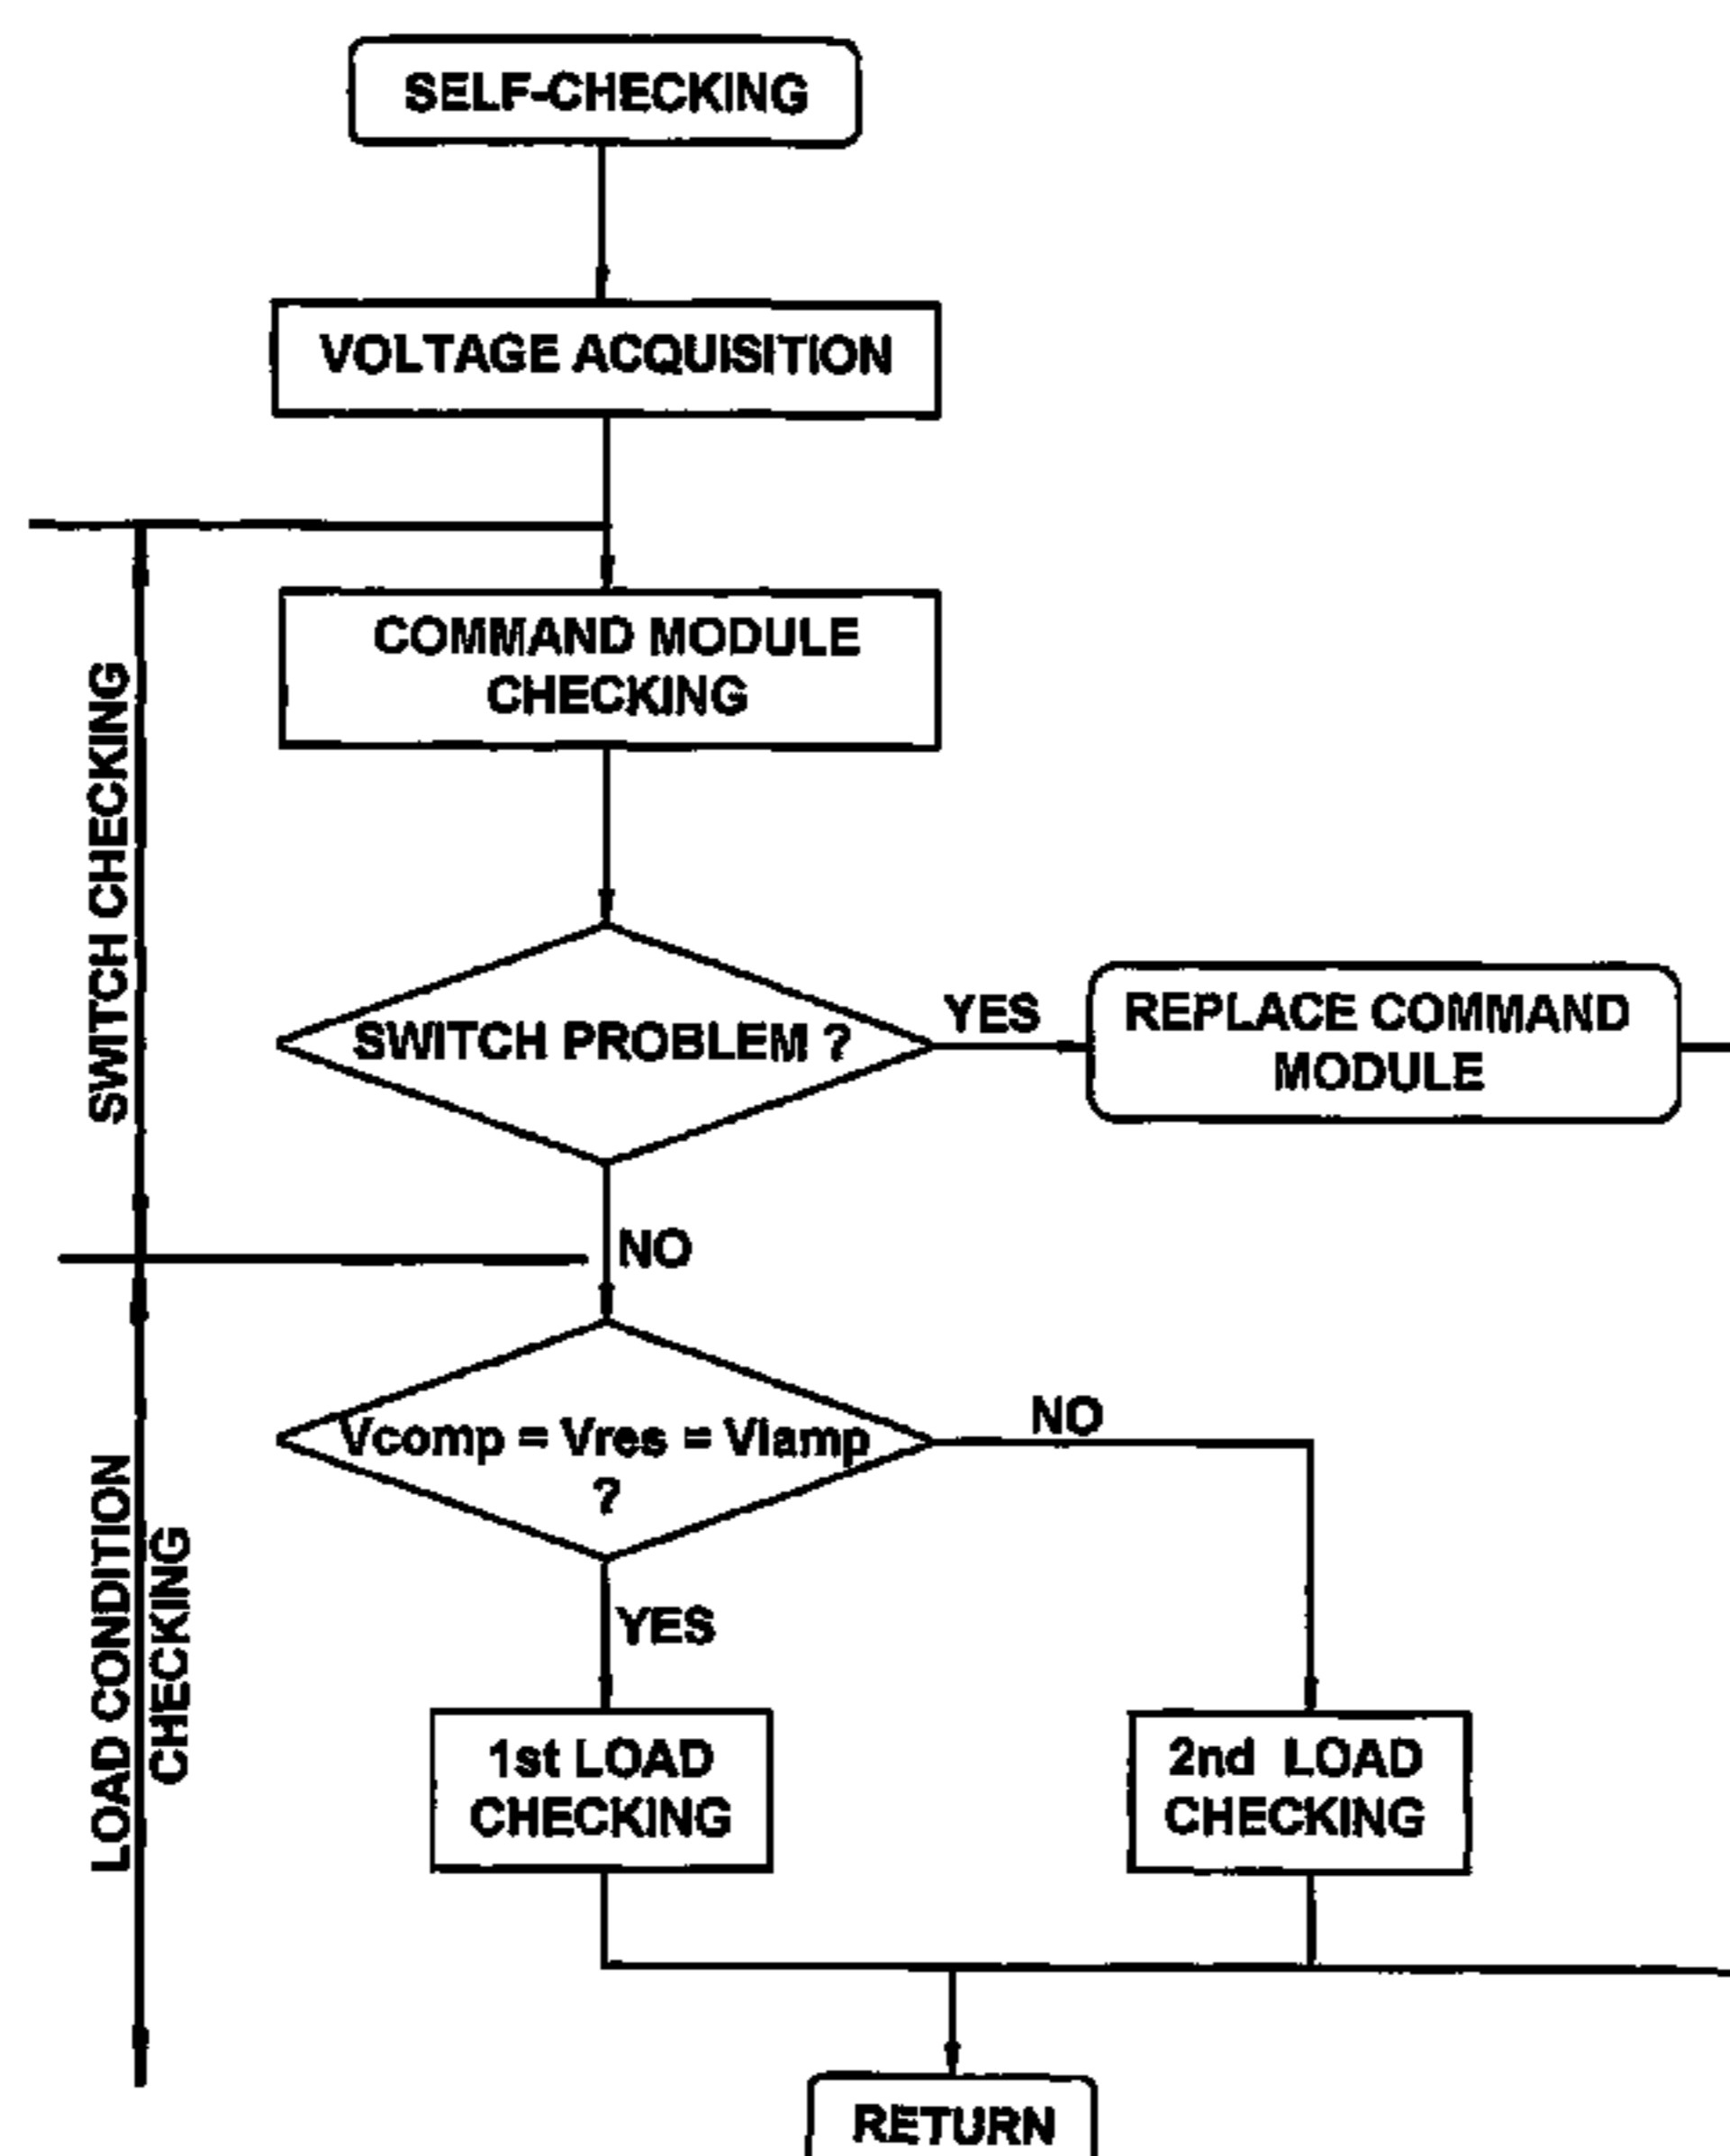 SELF-CHECKING
VOLTAGE ACQUISITION
COMMAND MODULE
CHECKING
SWITCH CHECKING
SWITCH PROBLEM ?
YES
REPLACE COMMAND
MODULE
NO
Vcomp = Vres = Vlamp
?
NO
YES
LOAD CONDITION
CHECKING
1st LOAD
CHECKING
2nd LOAD
CHECKING
RETURN